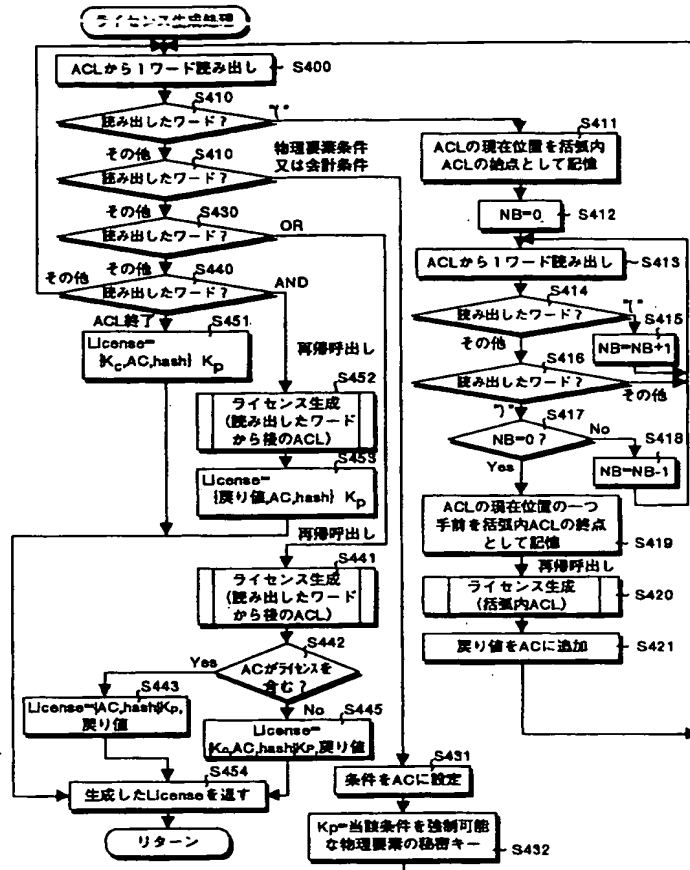 ライセンス生成処理
ACLから1ワード読み出し
S400
S410
読み出したワード?
"("
その他
S410
読み出したワード?
物理要素条件
又は会計条件
その他
S430
読み出したワード?
OR
その他
その他
S440
読み出したワード?
AND
ACL終了
S451
License=
{Kc,AC,hash} Kp
再帰呼出し
S452
ライセンス生成
(読み出したワード
から後のACL)
S453
License=
{戻り値,AC,hash} Kp
再帰呼出し
S441
ライセンス生成
(読み出したワード
から後のACL)
S442
ACがライセンスを
含む?
Yes
S443
License={AC,hash}Kp,
戻り値
No
S445
License=
{Kc,AC,hash}Kp,戻り値
S454
生成したLicenseを返す
リターン
S411
ACLの現在位置を括弧内
ACLの始点として記憶
NB=0
S412
ACLから1ワード読み出し
S413
S414
読み出したワード?
"("
S415
NB=NB+1
その他
S416
読み出したワード?
その他
")"
S417
NB=0?
No
S418
NB=NB-1
Yes
ACLの現在位置の一つ
手前を括弧内ACLの終点
として記憶
S419
再帰呼出し
ライセンス生成
(括弧内ACL)
S420
戻り値をACに追加
S421
S431
条件をACに設定
Kp=当該条件を強制可能
な物理要素の秘密キー
S432